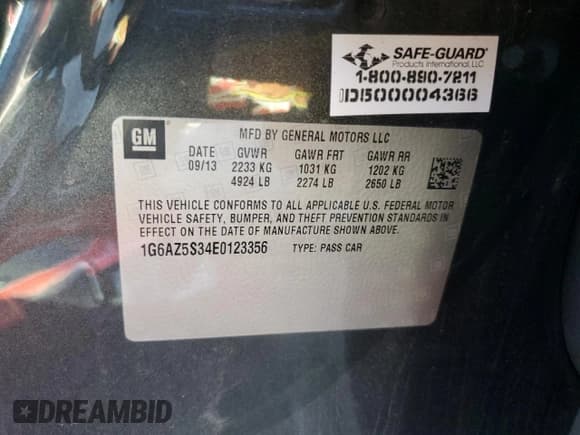 SAFE-GUARD®
Products International, LLC
1-800-890-7211
ID500004366
GM
MFD BY GENERAL MOTORS LLC
DATE GVWR GAWR FRT GAWR RR
09/13 2233 KG 1031 KG 1202 KG
4924 LB 2274 LB 2650 LB
THIS VEHICLE CONFORMS TO ALL APPLICABLE U.S. FEDERAL MOTOR
VEHICLE SAFETY, BUMPER, AND THEFT PREVENTION STANDARDS IN
EFFECT ON THE DATE OF MANUFACTURE SHOWN ABOVE.
1G6AZ5S34E0123356 TYPE: PASS CAR
DREAMBID